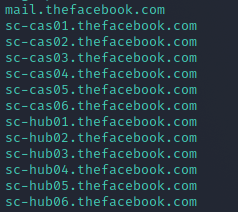 mail.thefacebook.com
sc-cas01.thefacebook.com
sc-cas02.thefacebook.com
sc-cas03.thefacebook.com
sc-cas04.thefacebook.com
sc-cas05.thefacebook.com
sc-cas06.thefacebook.com
sc-hub01.thefacebook.com
sc-hub02.thefacebook.com
sc-hub03.thefacebook.com
sc-hub04.thefacebook.com
sc-hub05.thefacebook.com
sc-hub06.thefacebook.com